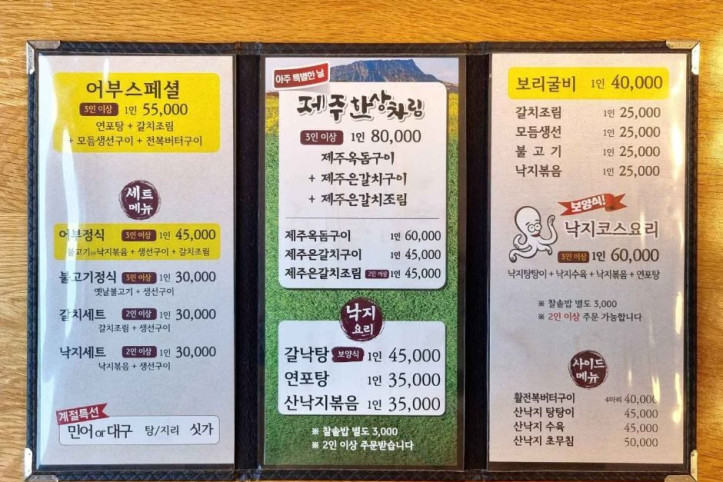 어부스페셜
3인 이상 1인 55,000
연포탕 + 갈치조림
+ 모듬생선구이 + 전복버터구이
세트
메뉴
어부정식 3인 이상 1인 45,000
불고기or낙지볶음 + 생선구이 + 갈치조림
불고기정식 3인 이상 1인 30,000
옛날불고기 + 생선구이
갈치세트 2인 이상 1인 30,000
갈치조림 + 생선구이
낙지세트 2인 이상 1인 30,000
낙지볶음 + 생선구이
계절특선
민어or대구 탕/지리 싯가
아주 특별한 날
제주한상차림
3인 이상 1인 80,000
제주옥돔구이
+ 제주은갈치구이
+ 제주은갈치조림
제주옥돔구이 1인 60,000
제주은갈치구이 1인 45,000
제주은갈치조림 2인 이상 1인 45,000
낙지
요리
갈낙탕 보양식 1인 45,000
연포탕 1인 35,000
산낙지볶음 1인 35,000
※ 찰솥밥 별도 3,000
※ 2인 이상 주문받습니다
보리굴비 1인 40,000
갈치조림 1인 25,000
모듬생선 1인 25,000
불 고 기 1인 25,000
낙지볶음 1인 25,000
보양식!
낙지코스요리
3인 이상 1인 60,000
낙지탕탕이 + 낙지수육 + 낙지볶음 + 연포탕
※ 찰솥밥 별도 3,000
※ 2인 이상 주문 가능합니다
사이드
메뉴
활전복버터구이 4마리 40,000
산낙지 탕탕이 45,000
산낙지 수육 45,000
산낙지 초무침 50,000